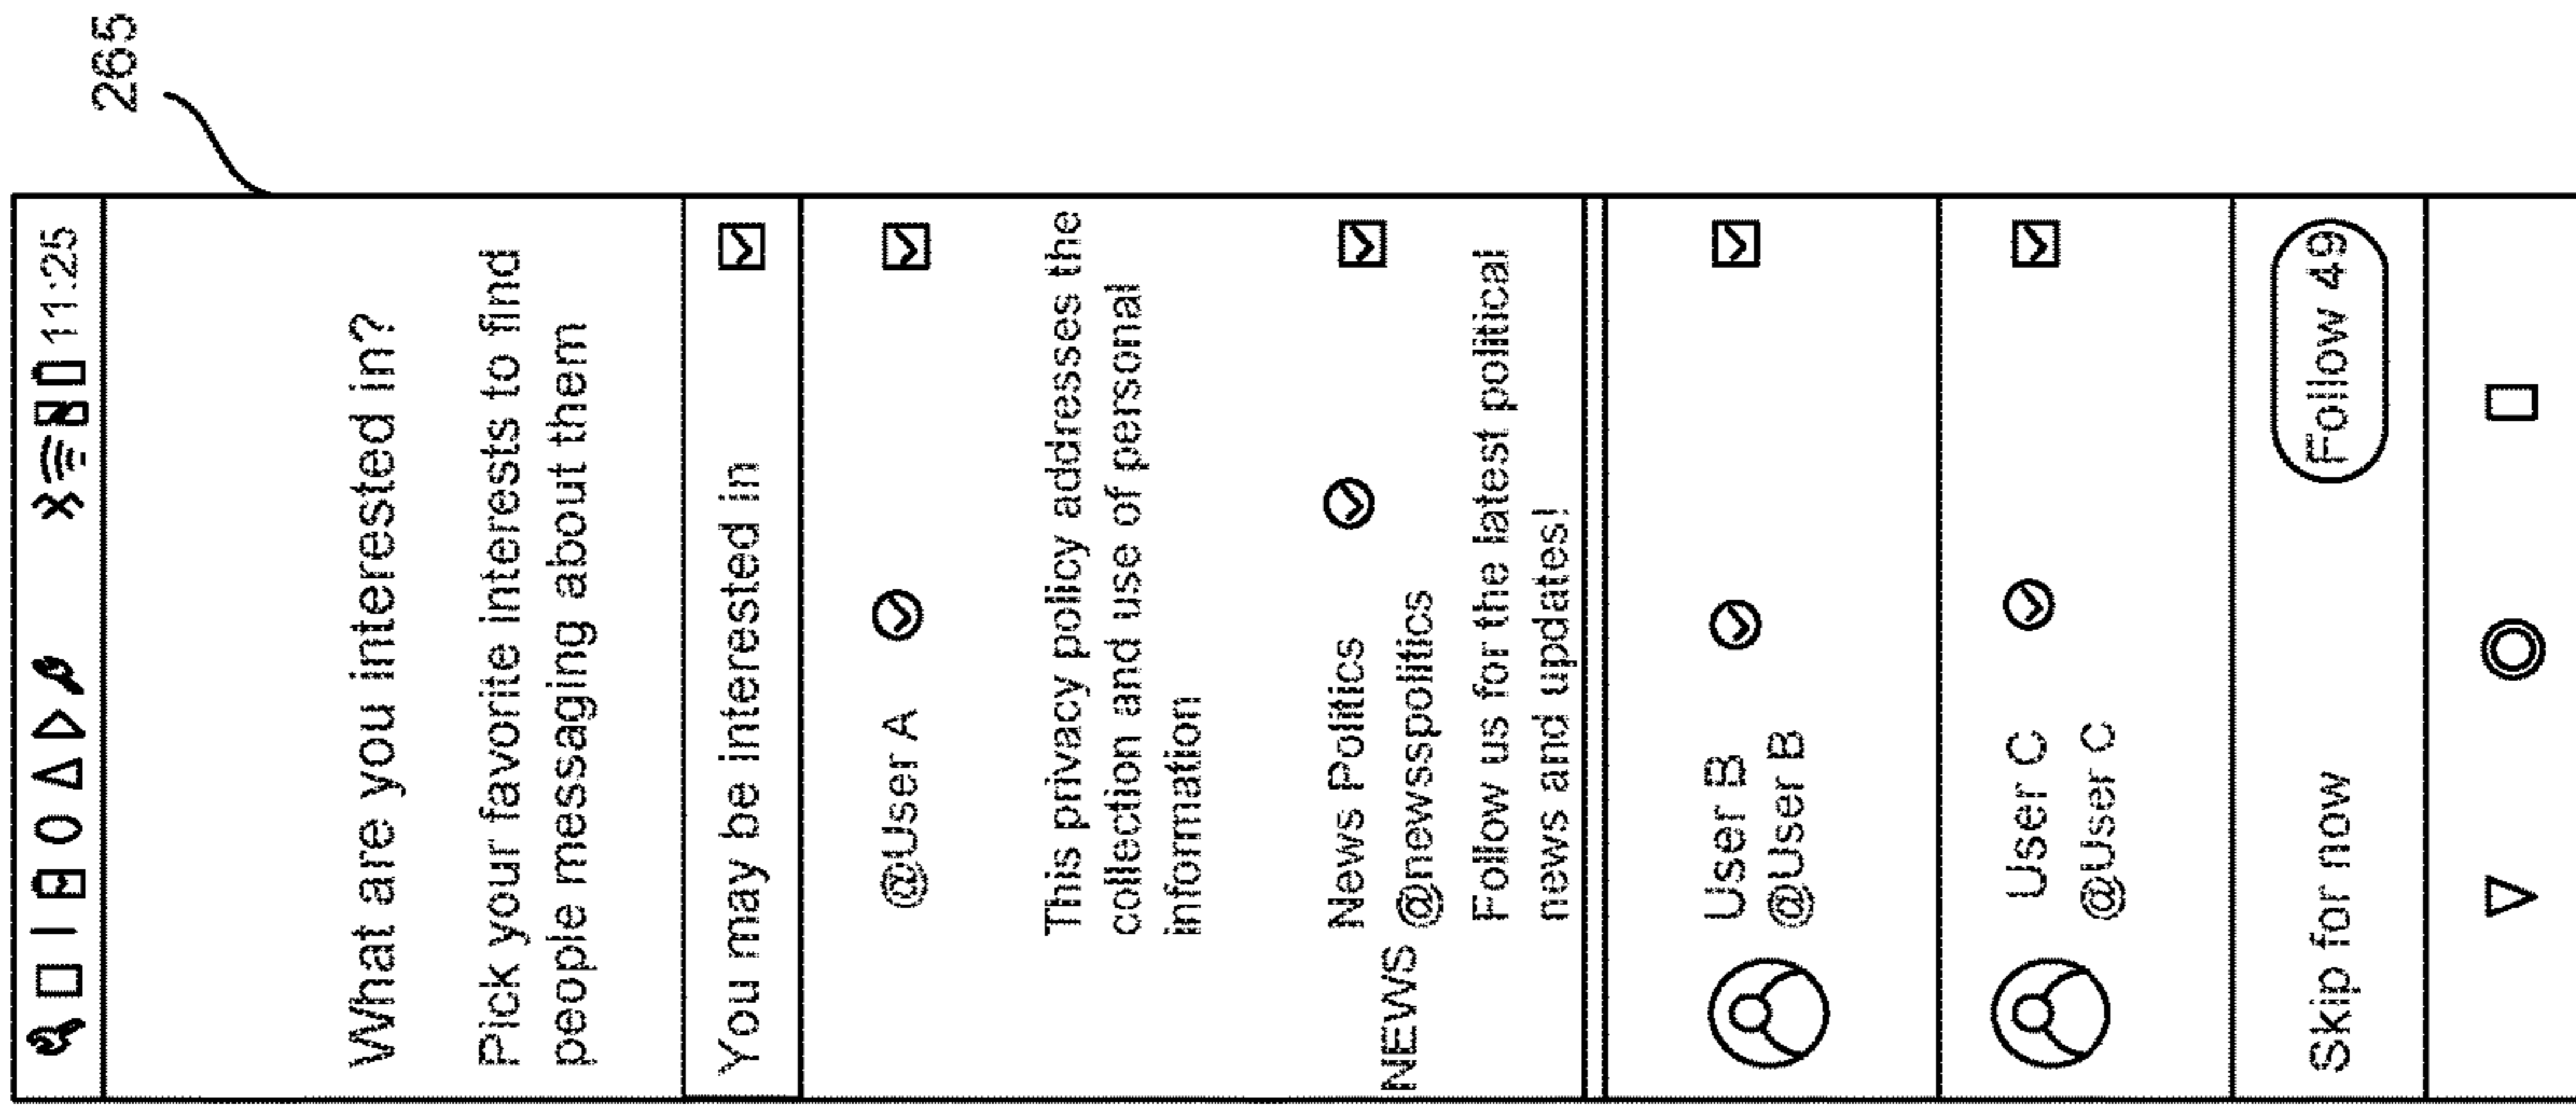 265
11:25
What are you interested in?
Pick your favorite interests to find
people messaging about them
You may be interested in
@User A
This privacy policy addresses the
collection and use of personal
information
News Politics
NEWS @newsspolitics
Follow us for the latest political
news and updates!
User B
@User B
User C
@User C
Skip for now Follow 49